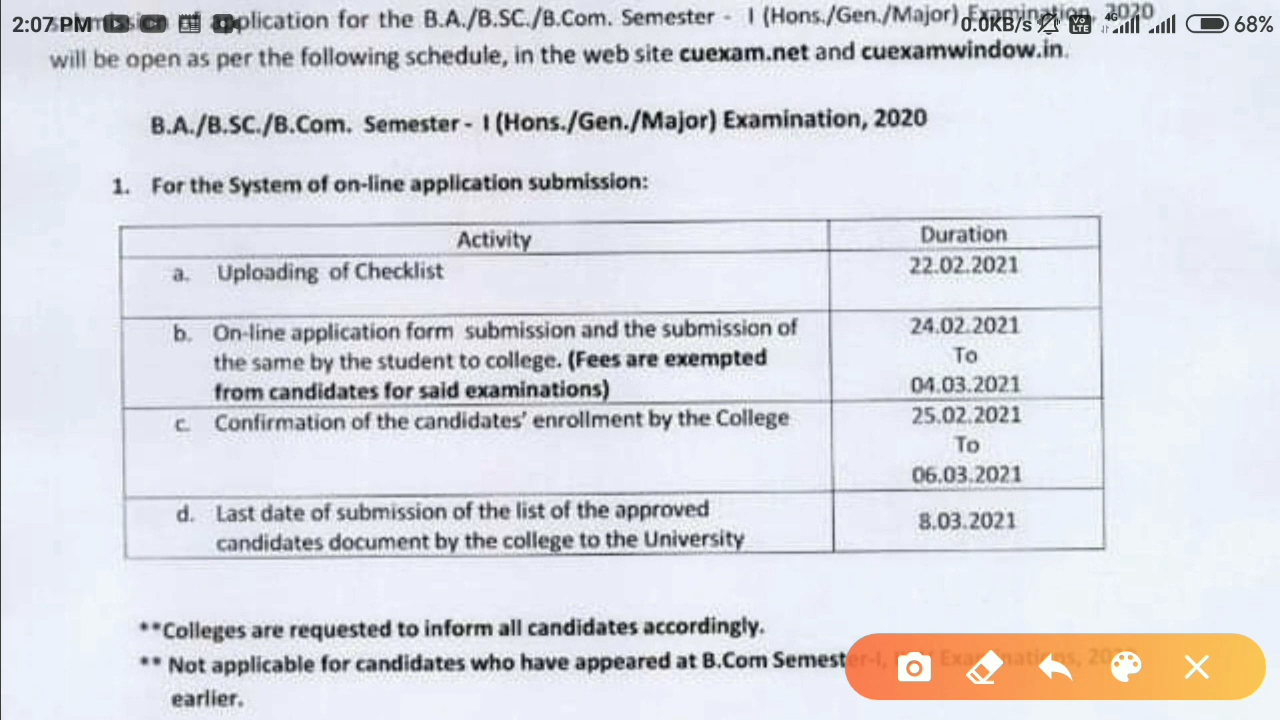 2:07 PM
0.0KB/s
VO LTE
4G
68%
application for the B.A./B.SC./B.Com. Semester - I (Hons./Gen./Major) Examination, 2020
will be open as per the following schedule, in the web site cuexam.net and cuexamwindow.in.
B.A./B.SC./B.Com. Semester - I (Hons./Gen./Major) Examination, 2020
1. For the System of on-line application submission:
Activity
Duration
a. Uploading of Checklist
22.02.2021
b. On-line application form submission and the submission of
the same by the student to college. (Fees are exempted
from candidates for said examinations)
24.02.2021
To
04.03.2021
c. Confirmation of the candidates' enrollment by the College
25.02.2021
To
06.03.2021
d. Last date of submission of the list of the approved
candidates document by the college to the University
8.03.2021
**Colleges are requested to inform all candidates accordingly.
** Not applicable for candidates who have appeared at B.Com Semester-I,
earlier.